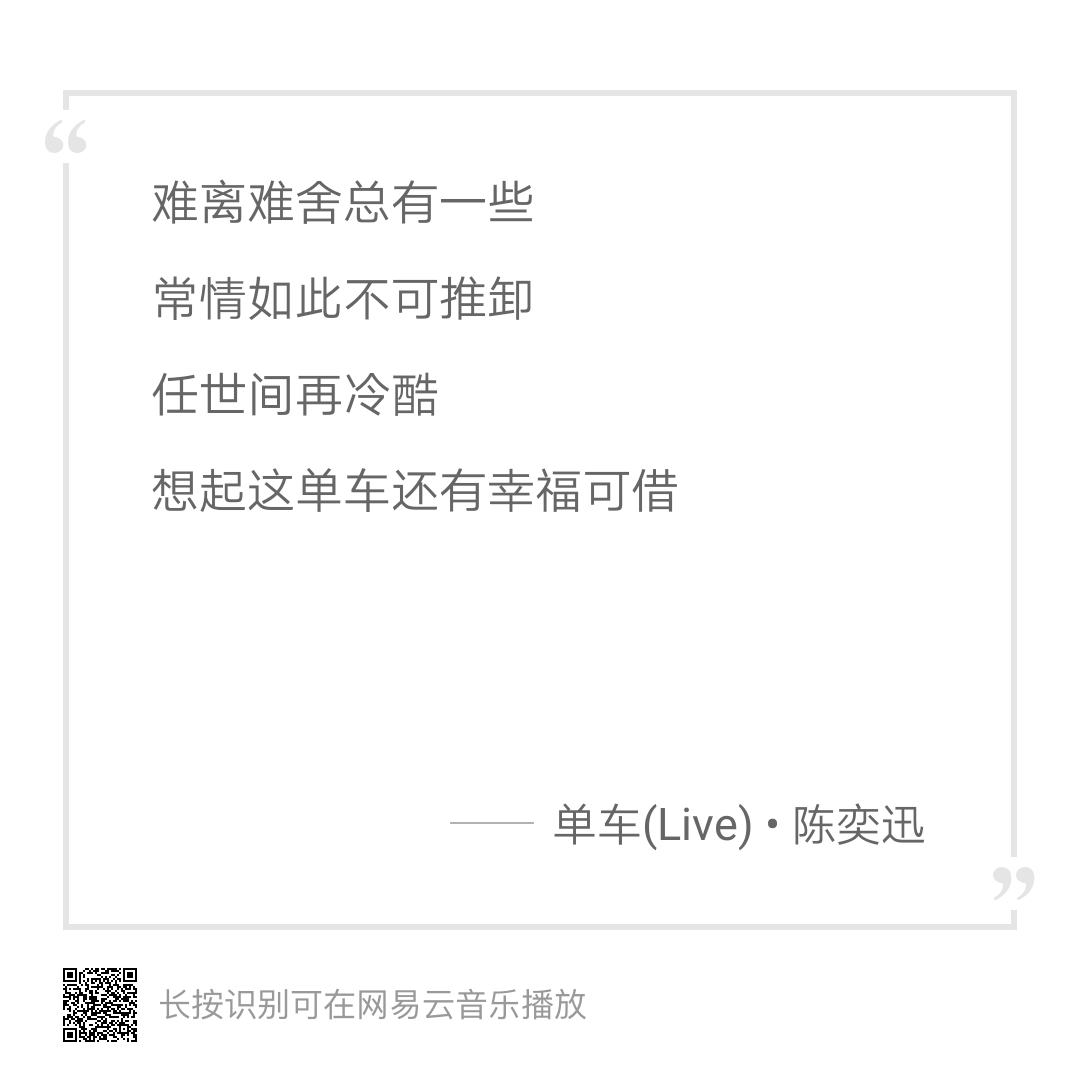 “
难离难舍总有一些
常情如此不可推卸
任世间再冷酷
想起这单车还有幸福可借
—— 单车(Live) • 陈奕迅
”
长按识别可在网易云音乐播放